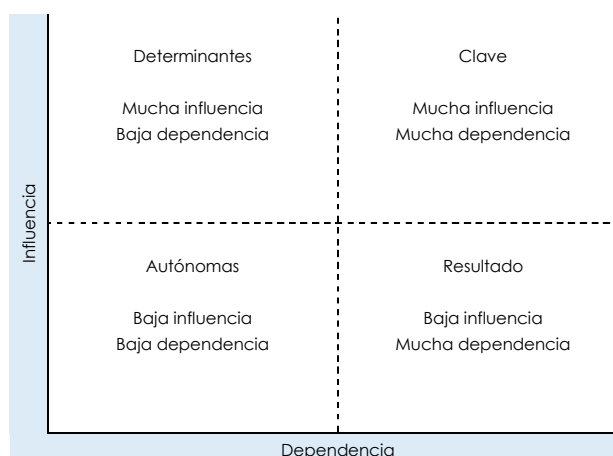 Determinantes
Mucha influencia
Baja dependencia
Clave
Mucha influencia
Mucha dependencia
Influencia
Autónomas
Baja influencia
Baja dependencia
Resultado
Baja influencia
Mucha dependencia
Dependencia